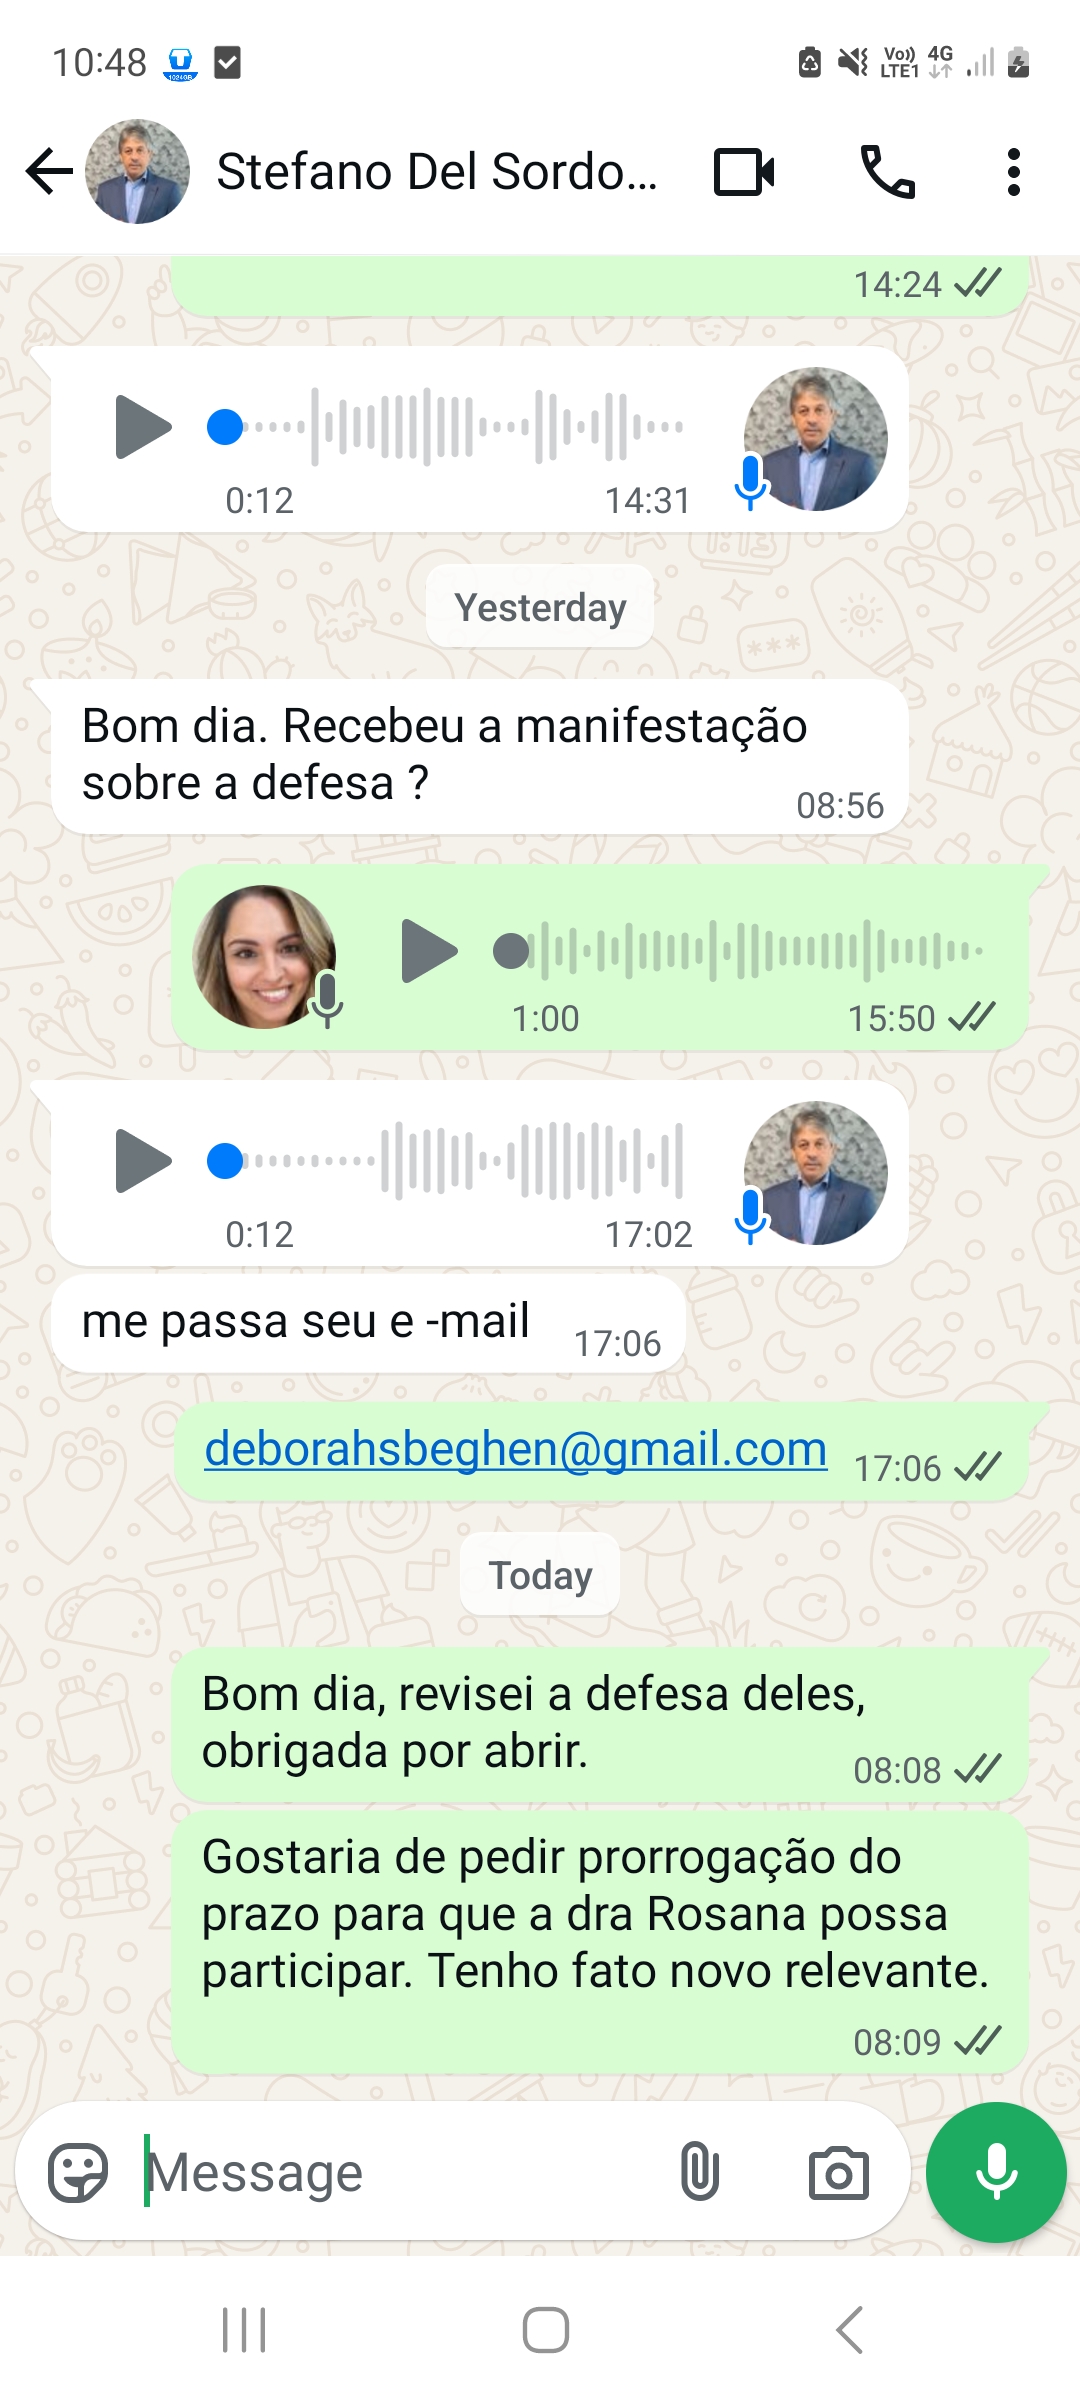 10:48
1024GB
Vo)) 4G
LTE1
Stefano Del Sordo...
14:24
0:12 14:31
Yesterday
Bom dia. Recebeu a manifestação
sobre a defesa ?
08:56
1:00 15:50
0:12 17:02
me passa seu e -mail 17:06
deborahsbeghen@gmail.com 17:06
Today
Bom dia, revisei a defesa deles,
obrigada por abrir.
08:08
Gostaria de pedir prorrogação do
prazo para que a dra Rosana possa
participar. Tenho fato novo relevante.
08:09
Message